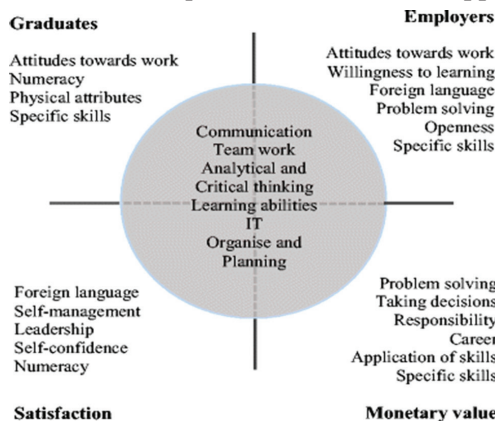 Graduates
Attitudes towards work
Numeracy
Physical attributes
Specific skills
Employers
Attitudes towards work
Willingness to learning
Foreign language
Problem solving
Openness
Specific skills
Communication
Team work
Analytical and
Critical thinking
Learning abilities
IT
Organise and
Planning
Foreign language
Self-management
Leadership
Self-confidence
Numeracy
Satisfaction
Problem solving
Taking decisions
Responsibility
Career
Application of skills
Specific skills
Monetary value